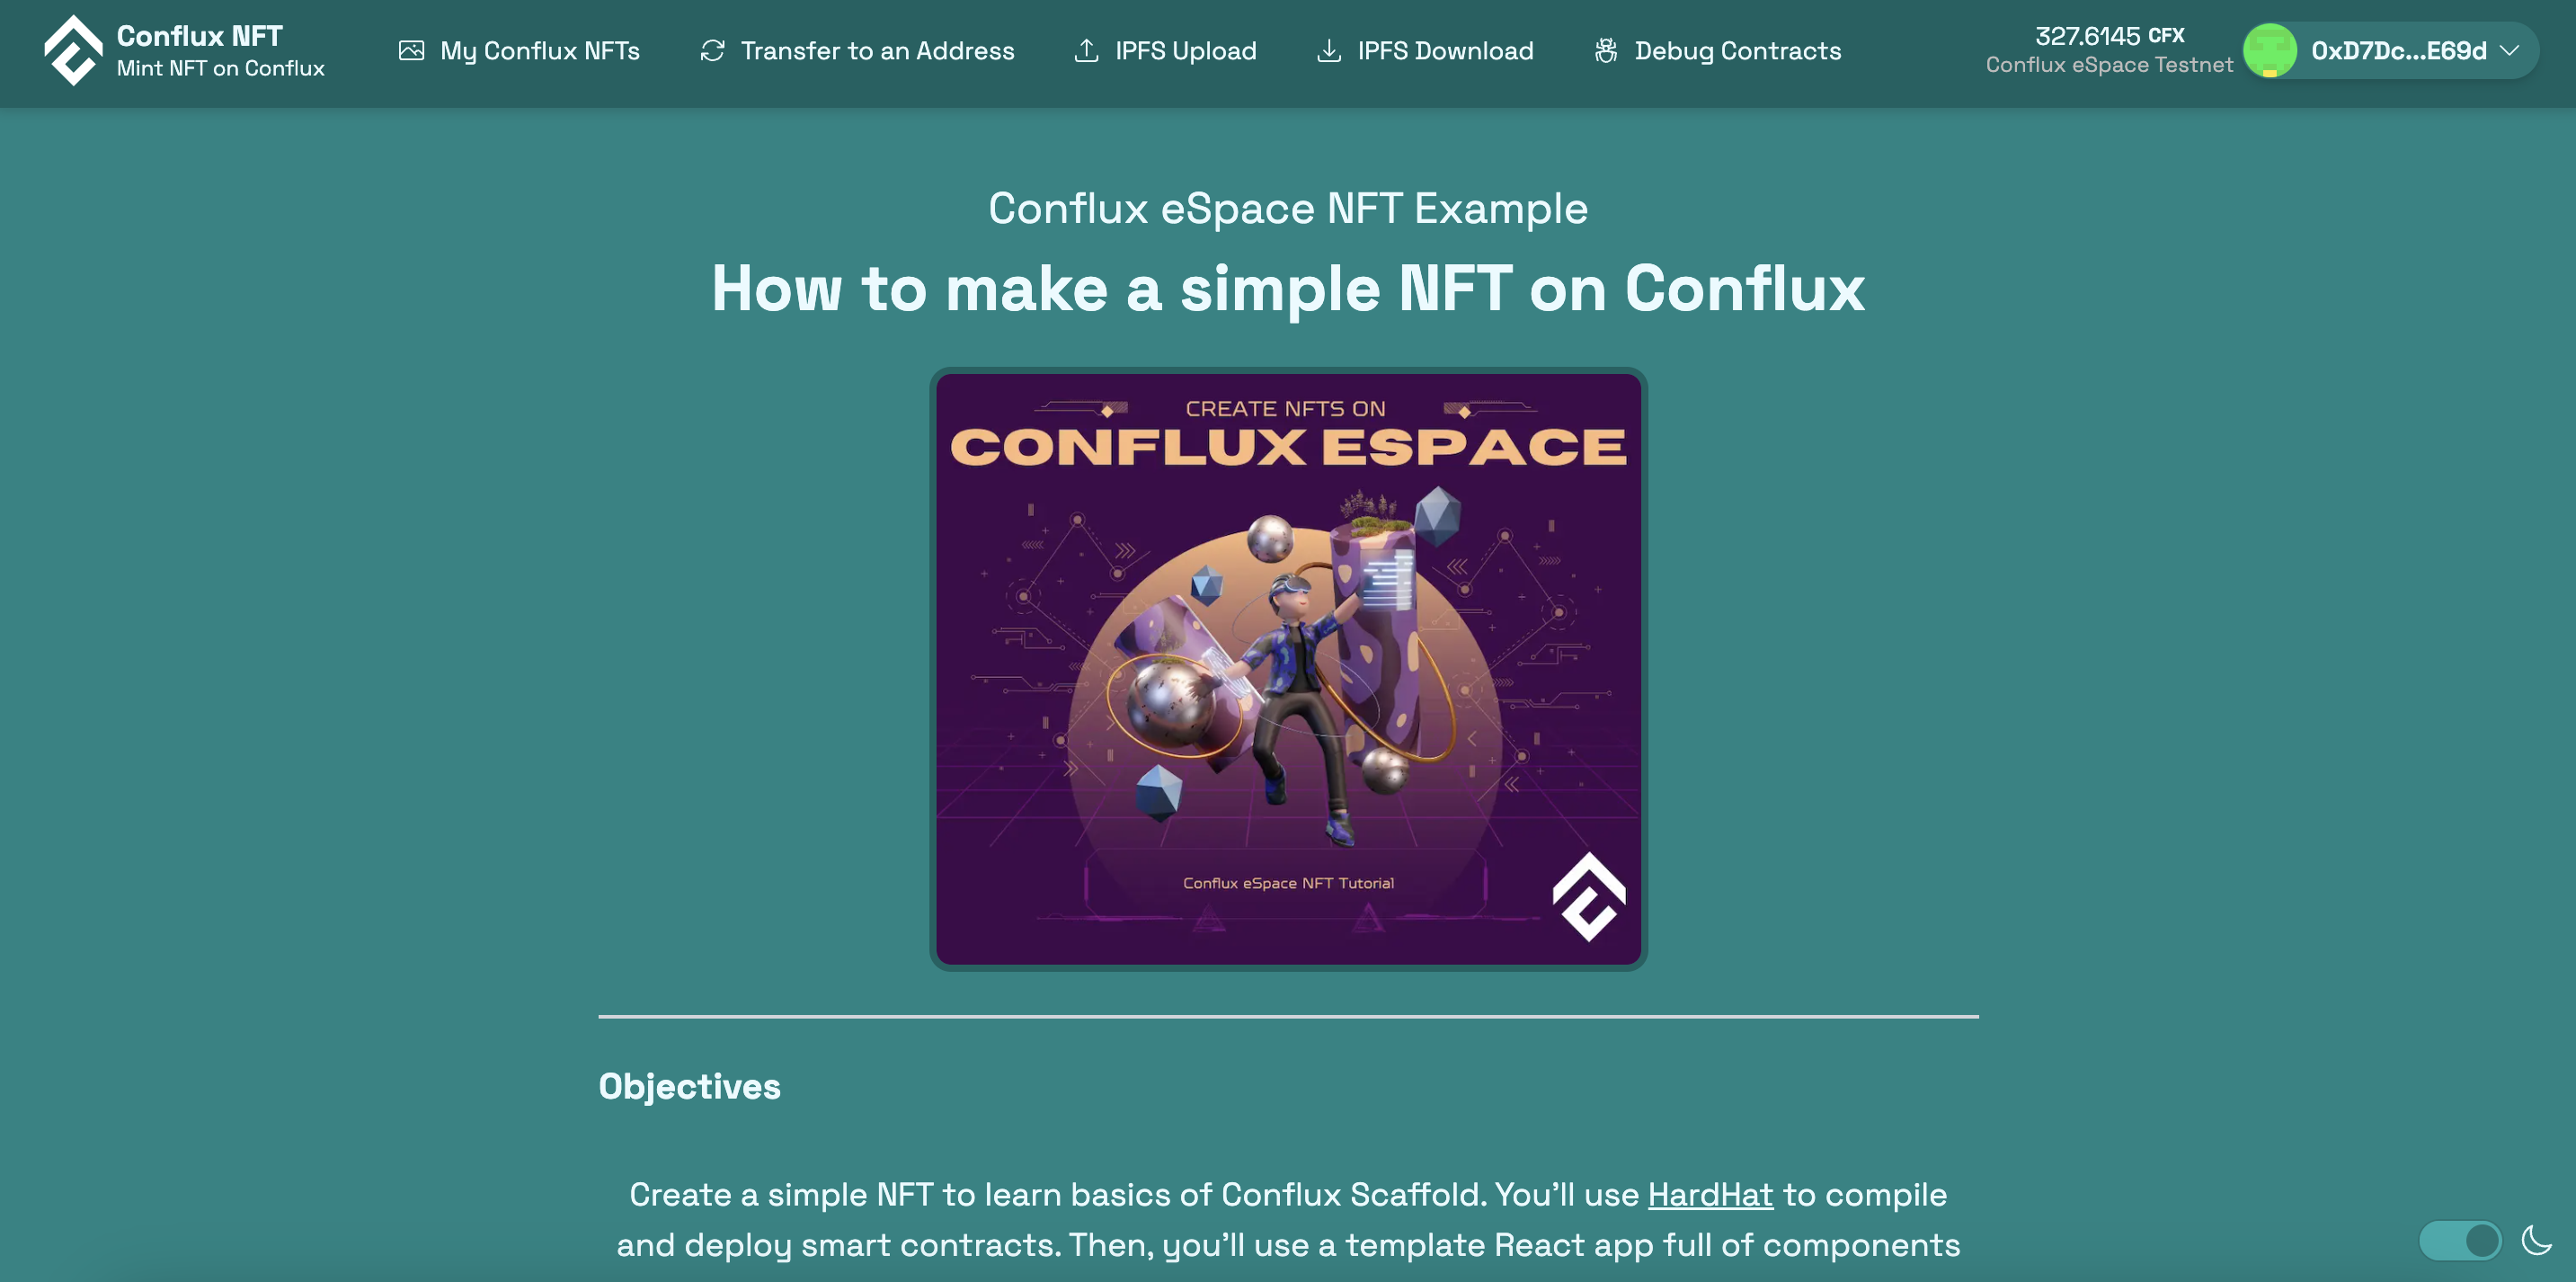 Conflux NFT
Mint NFT on Conflux
My Conflux NFTs
Transfer to an Address
IPFS Upload
IPFS Download
Debug Contracts
327.6145 CFX
Conflux eSpace Testnet
0xD7Dc...E69d
Conflux eSpace NFT Example
How to make a simple NFT on Conflux
CREATE NFTS ON
CONFLUX ESPACE
Conflux eSpace NFT Tutorial
Objectives
Create a simple NFT to learn basics of Conflux Scaffold. You'll use HardHat to compile
and deploy smart contracts. Then, you'll use a template React app full of components